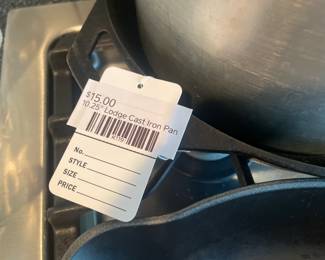 $15.00
10.25" Lodge Cast Iron Pan
No.
STYLE
SIZE
PRICE